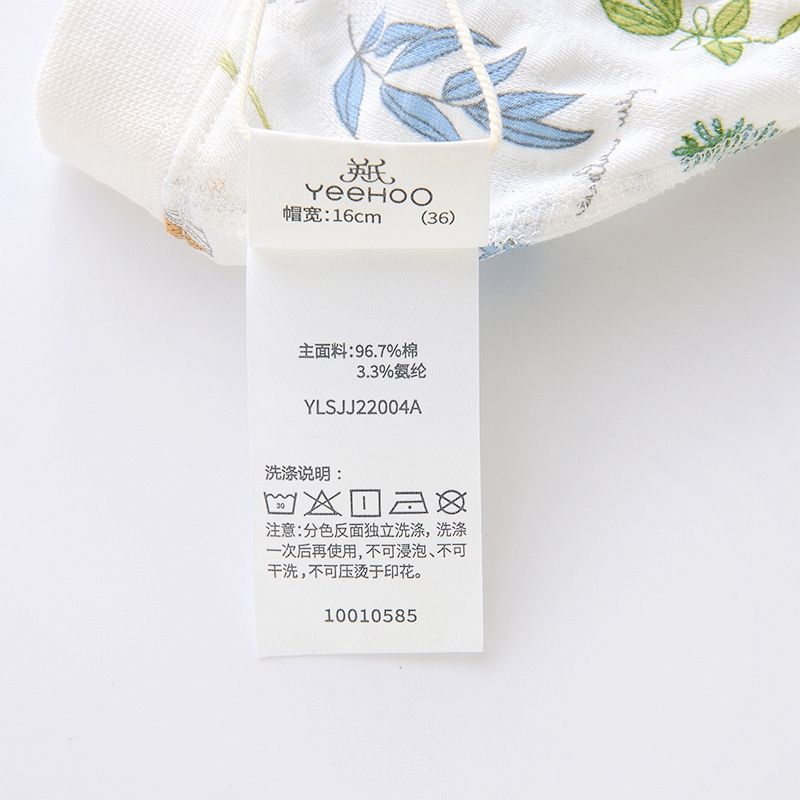 英氏
YeeHoO
帽宽:16cm (36)
主面料:96.7%棉
3.3%氨纶
YLSJJ22004A
洗涤说明:
30
注意:分色反面独立洗涤,洗涤
一次后再使用,不可浸泡、不可
干洗,不可压烫于印花。
10010585